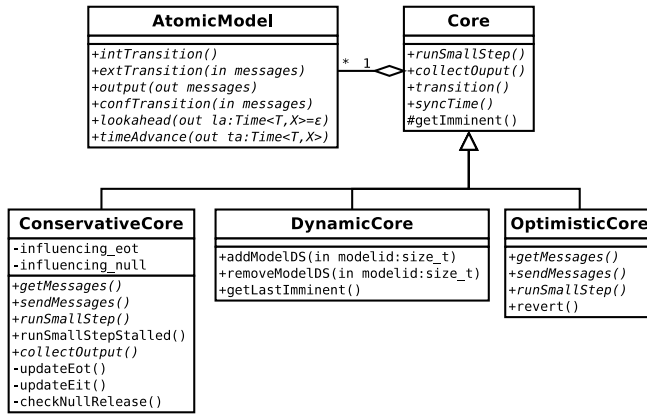 AtomicModel
+intTransition()
+extTransition(in messages)
+output(out messages)
+confTransition(in messages)
+lookahead(out la:Time<T,X>=ε)
+timeAdvance(out ta:Time<T,X>)
* 1
Core
+runSmallStep()
+collectOuput()
+transition()
+syncTime()
#getImminent()
ConservativeCore
-influencing_eot
-influencing_null
+getMessages()
+sendMessages()
+runSmallStep()
+runSmallStepStalled()
+collectOutput()
-updateEot()
-updateEit()
-checkNullRelease()
DynamicCore
+addModelDS(in modelid:size_t)
+removeModelDS(in modelid:size_t)
+getLastImminent()
OptimisticCore
+getMessages()
+sendMessages()
+runSmallStep()
+revert()